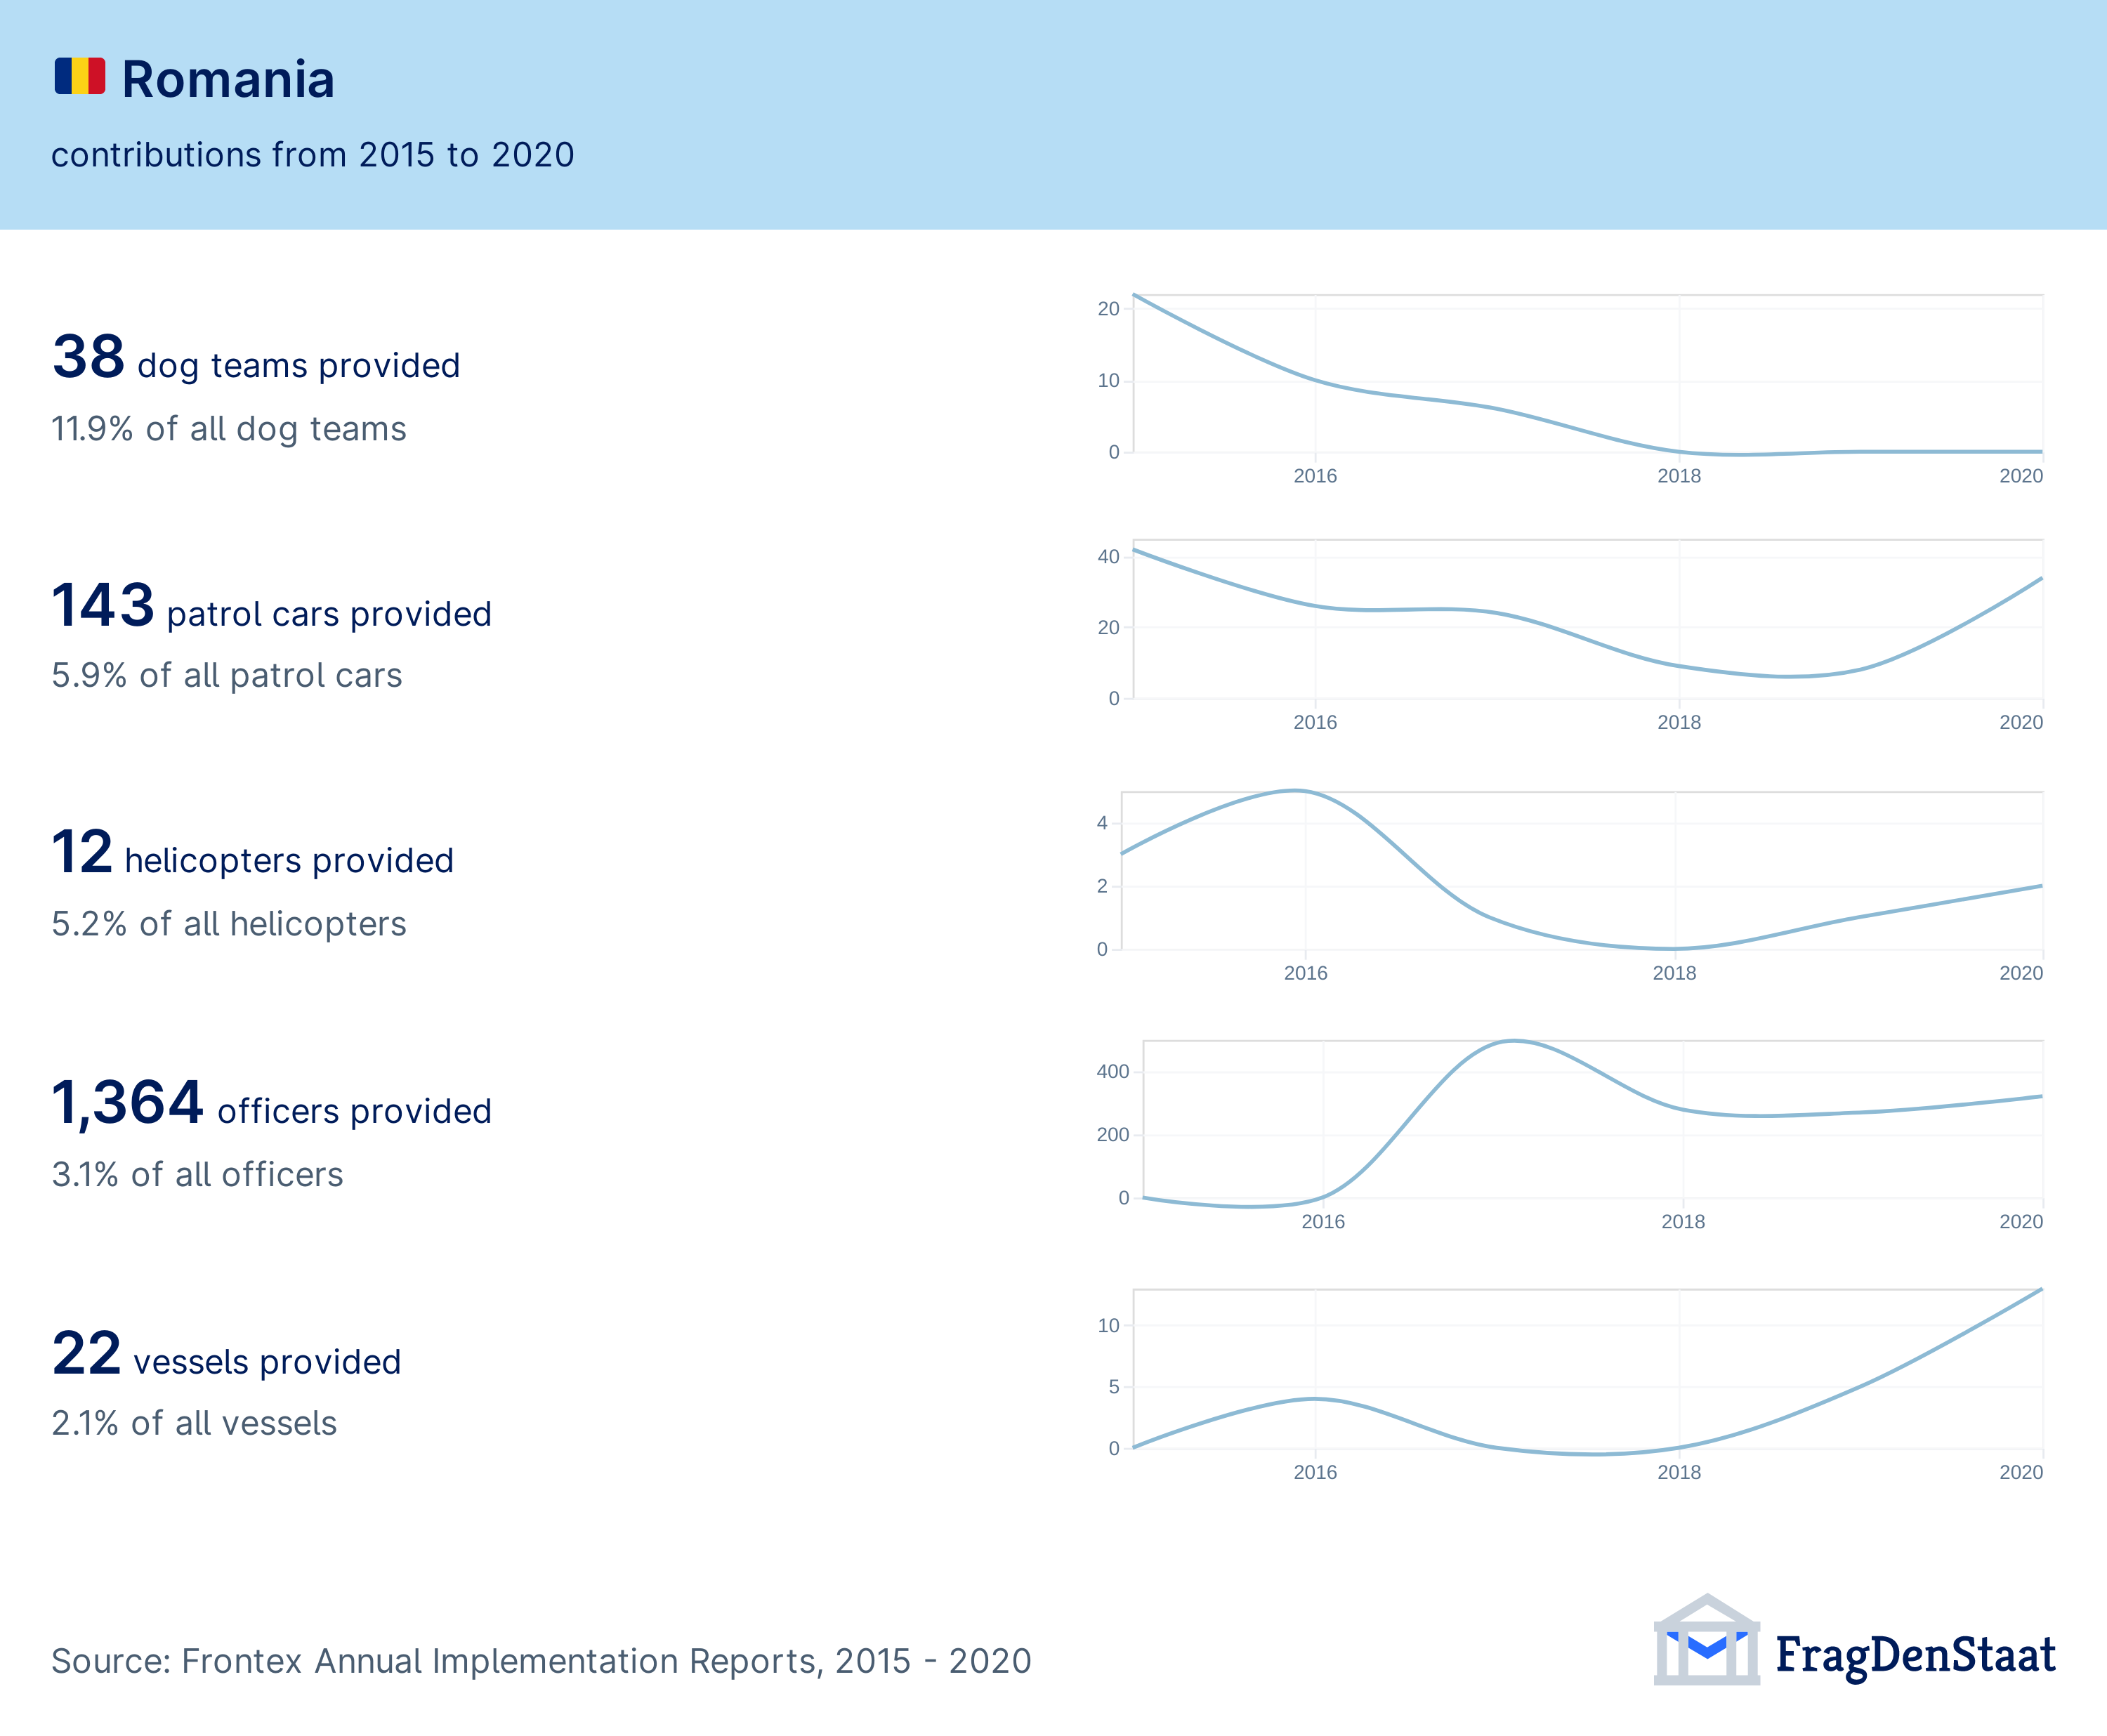 Romania
contributions from 2015 to 2020
38 dog teams provided
11.9% of all dog teams
20
10
0
2016
2018
2020
143 patrol cars provided
5.9% of all patrol cars
40
20
0
2016
2018
2020
12 helicopters provided
5.2% of all helicopters
4
2
0
2016
2018
2020
1,364 officers provided
3.1% of all officers
400
200
0
2016
2018
2020
22 vessels provided
2.1% of all vessels
10
5
0
2016
2018
2020
Source: Frontex Annual Implementation Reports, 2015 - 2020
FragDenStaat